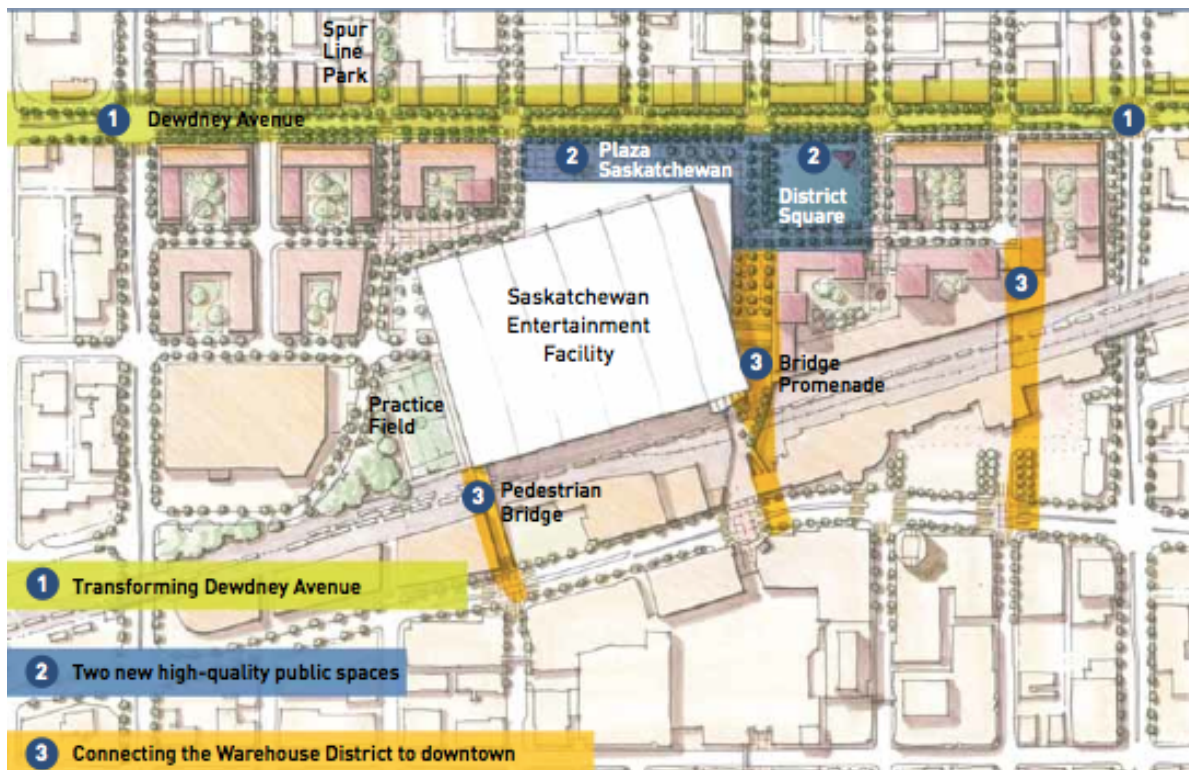 Spur
Line
Park
1 Dewdney Avenue
1
2 Plaza
Saskatchewan
2
District
Square
Saskatchewan
Entertainment
Facility
3
3 Bridge
Promenade
Practice
Field
3 Pedestrian
Bridge
1 Transforming Dewdney Avenue
2 Two new high-quality public spaces
3 Connecting the Warehouse District to downtown